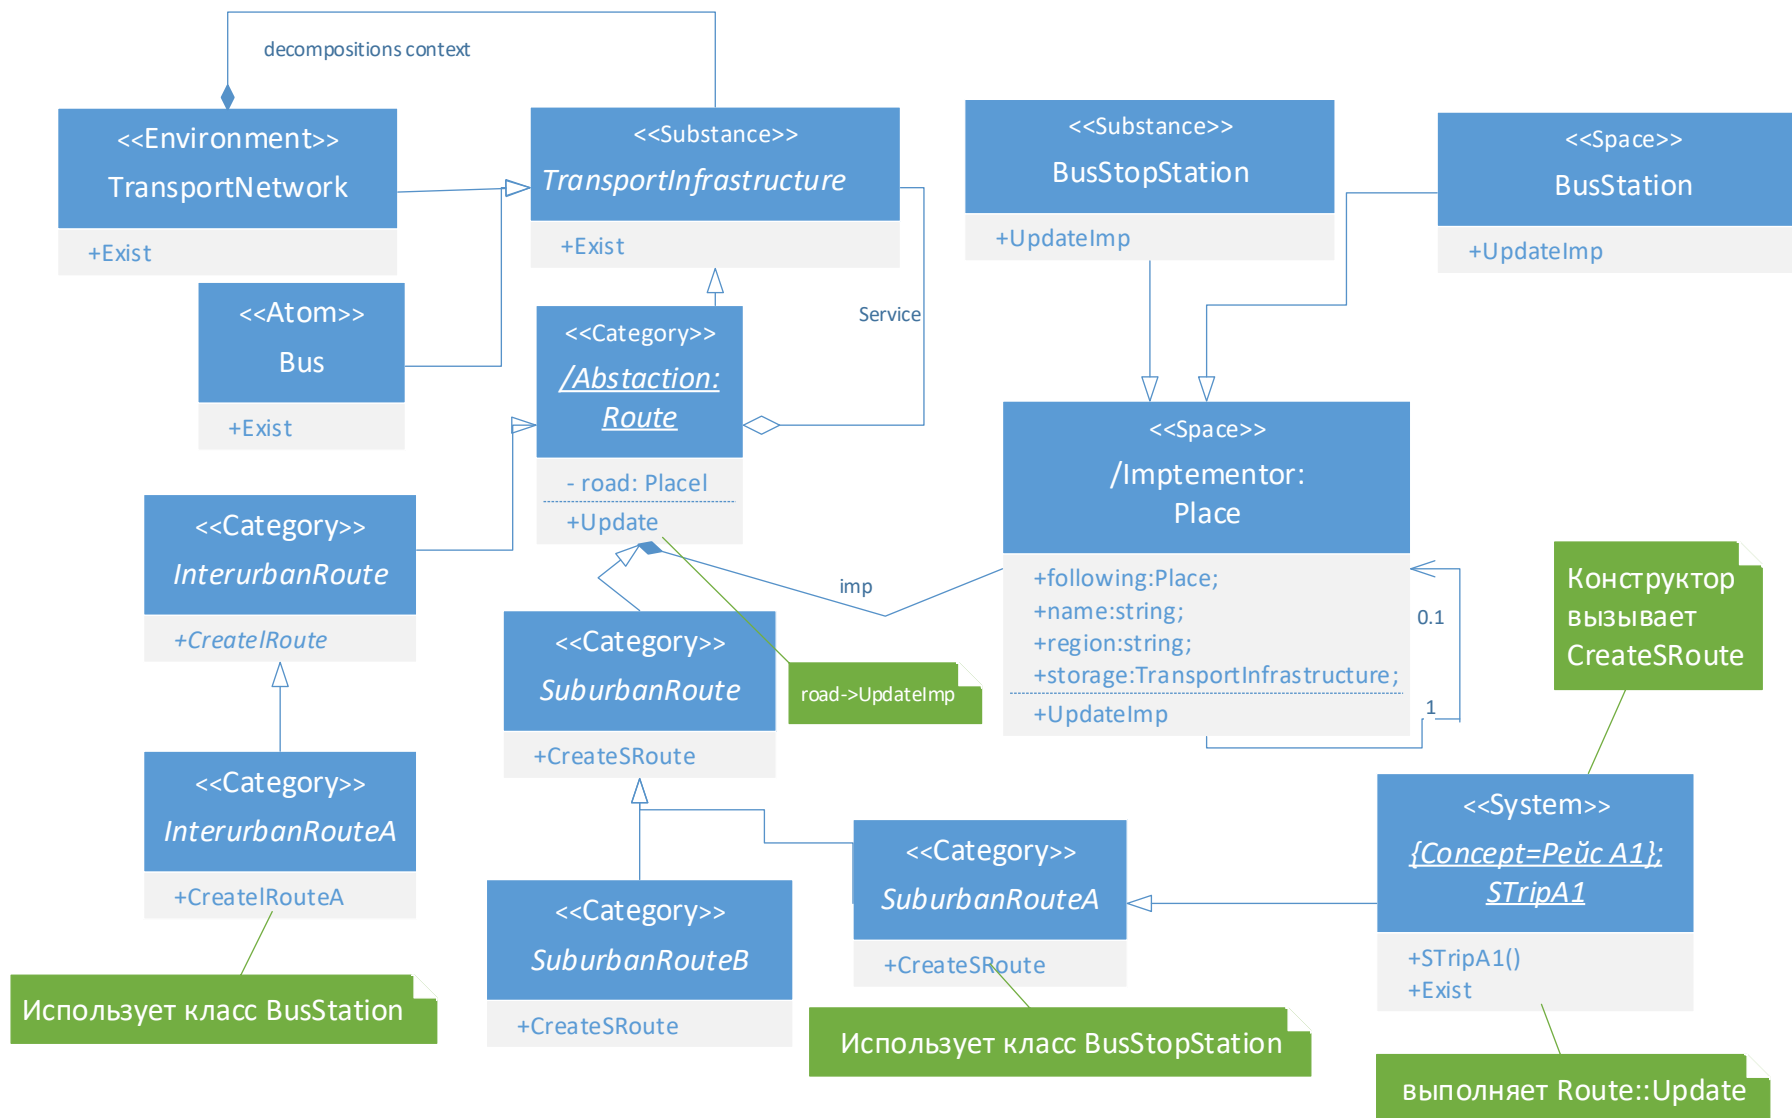 decompositions context
<<Environment>>
TransportNetwork
+Exist
<<Substance>>
TransportInfrastructure
+Exist
<<Substance>>
BusStopStation
+UpdateImp
<<Space>>
BusStation
+UpdateImp
<<Atom>>
Bus
+Exist
Service
<<Category>>
/Abstaction:
Route
- road: PlaceI
+Update
<<Space>>
/Imptementor:
Place
+following:Place;
+name:string;
+region:string;
+storage:TransportInfrastructure;
+UpdateImp
0.1
1
imp
<<Category>>
InterurbanRoute
+CreateIRoute
<<Category>>
SuburbanRoute
+CreateSRoute
road->UpdateImp
Конструктор
вызывает
CreateSRoute
<<Category>>
InterurbanRouteA
+CreateIRouteA
<<Category>>
SuburbanRouteB
+CreateSRoute
<<Category>>
SuburbanRouteA
+CreateSRoute
<<System>>
{Concept=Рейс A1};
STripA1
+STripA1()
+Exist
Использует класс BusStation
Использует класс BusStopStation
выполняет Route::Update